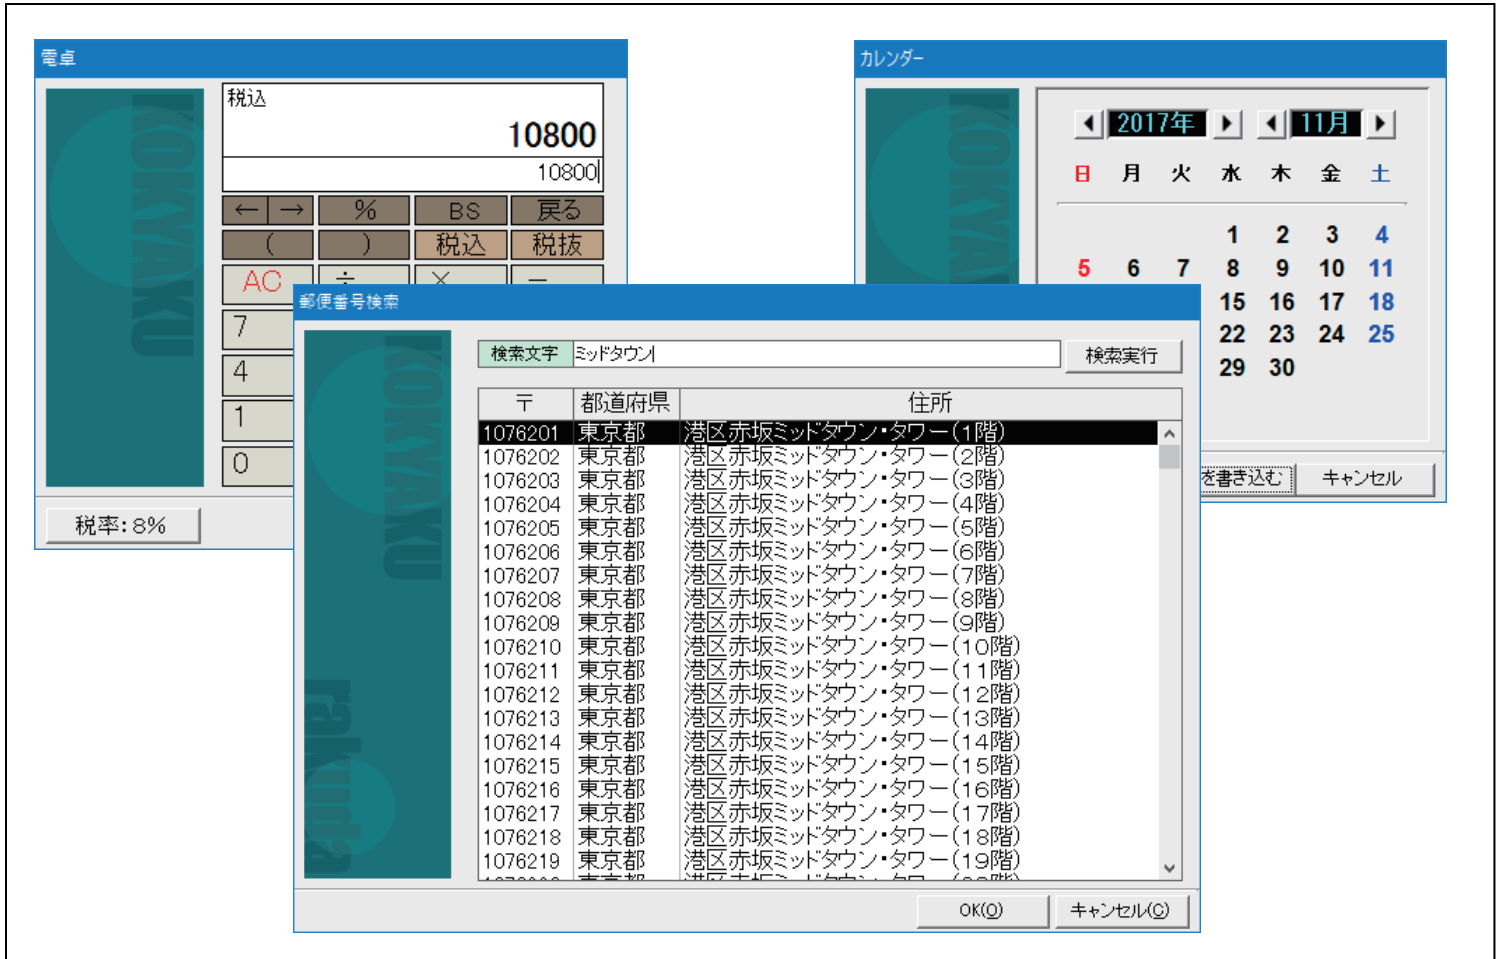 電卓
KOKYAKU
税込
10800
10800
← → % BS 戻る
( ) 税込 税抜
AC ÷ × −
7
4
1
0
税率:8%
カレンダー
KOKYAKU
2017年 11月
日 月 火 水 木 金 土
1 2 3 4
5 6 7 8 9 10 11
15 16 17 18
22 23 24 25
29 30
を書き込む キャンセル
郵便番号検索
KOKYAKU
rakuda
検索文字 ミッドタウン 検索実行
〒 都道府県 住所
1076201 東京都 港区赤坂ミッドタウン・タワー(1階)
1076202 東京都 港区赤坂ミッドタウン・タワー(2階)
1076203 東京都 港区赤坂ミッドタウン・タワー(3階)
1076204 東京都 港区赤坂ミッドタウン・タワー(4階)
1076205 東京都 港区赤坂ミッドタウン・タワー(5階)
1076206 東京都 港区赤坂ミッドタウン・タワー(6階)
1076207 東京都 港区赤坂ミッドタウン・タワー(7階)
1076208 東京都 港区赤坂ミッドタウン・タワー(8階)
1076209 東京都 港区赤坂ミッドタウン・タワー(9階)
1076210 東京都 港区赤坂ミッドタウン・タワー(10階)
1076211 東京都 港区赤坂ミッドタウン・タワー(11階)
1076212 東京都 港区赤坂ミッドタウン・タワー(12階)
1076213 東京都 港区赤坂ミッドタウン・タワー(13階)
1076214 東京都 港区赤坂ミッドタウン・タワー(14階)
1076215 東京都 港区赤坂ミッドタウン・タワー(15階)
1076216 東京都 港区赤坂ミッドタウン・タワー(16階)
1076217 東京都 港区赤坂ミッドタウン・タワー(17階)
1076218 東京都 港区赤坂ミッドタウン・タワー(18階)
1076219 東京都 港区赤坂ミッドタウン・タワー(19階)
OK(O) キャンセル(C)